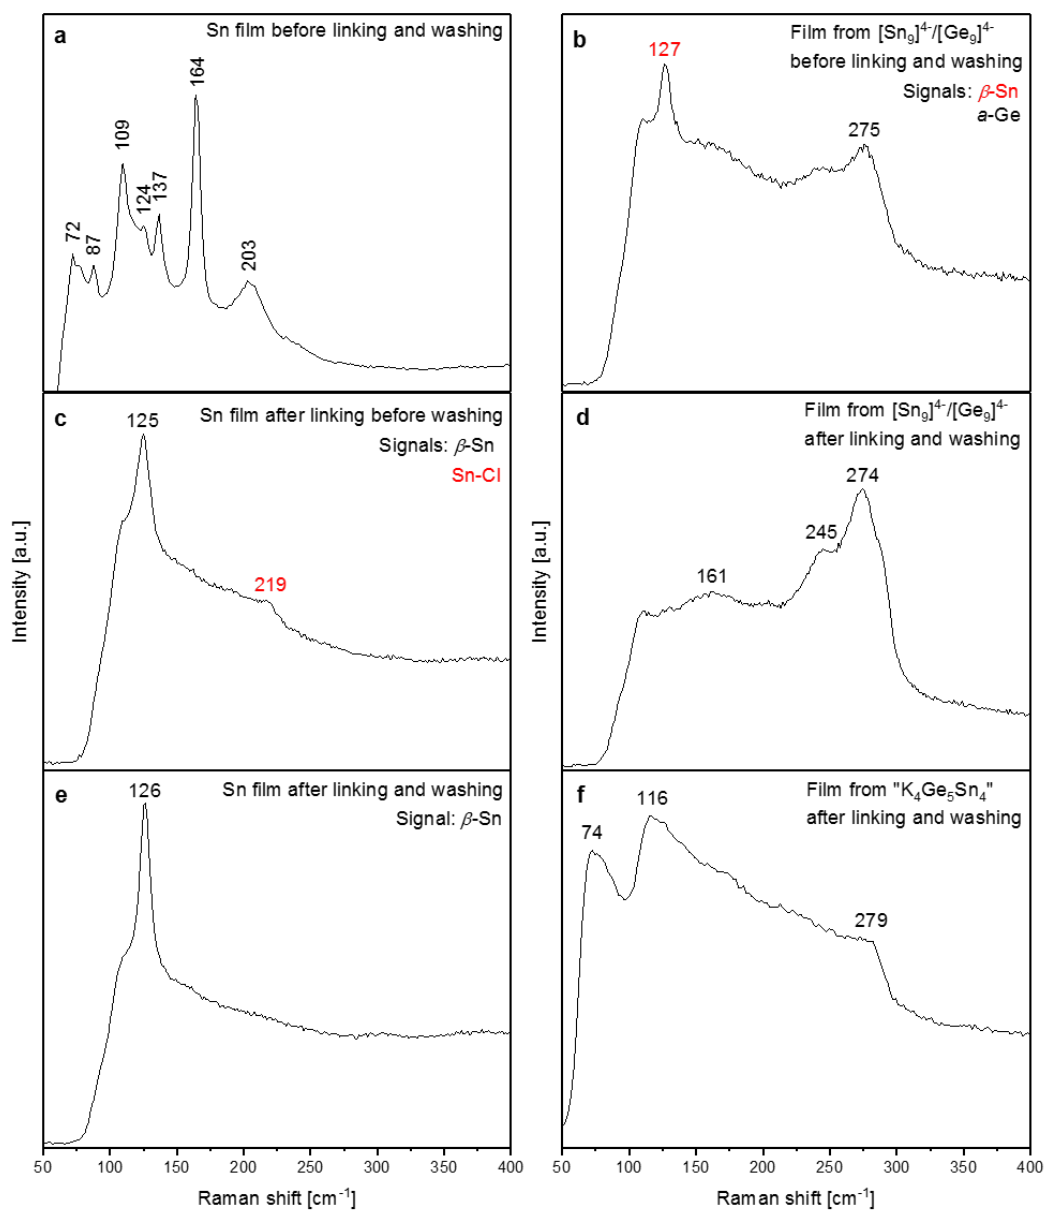 a
Sn film before linking and washing
72
87
109
124
137
164
203
b
Film from [Sn₉]⁴⁻/[Ge₉]⁴⁻
before linking and washing
Signals: β-Sn
a-Ge
127
275
c
Sn film after linking before washing
Signals: β-Sn
Sn-Cl
125
219
d
Film from [Sn₉]⁴⁻/[Ge₉]⁴⁻
after linking and washing
161
245
274
e
Sn film after linking and washing
Signal: β-Sn
126
f
Film from "K₄Ge₅Sn₄"
after linking and washing
74
116
279
Intensity [a.u.]
Intensity [a.u.]
50 100 150 200 250 300 350 400
50 100 150 200 250 300 350 400
Raman shift [cm⁻¹]
Raman shift [cm⁻¹]